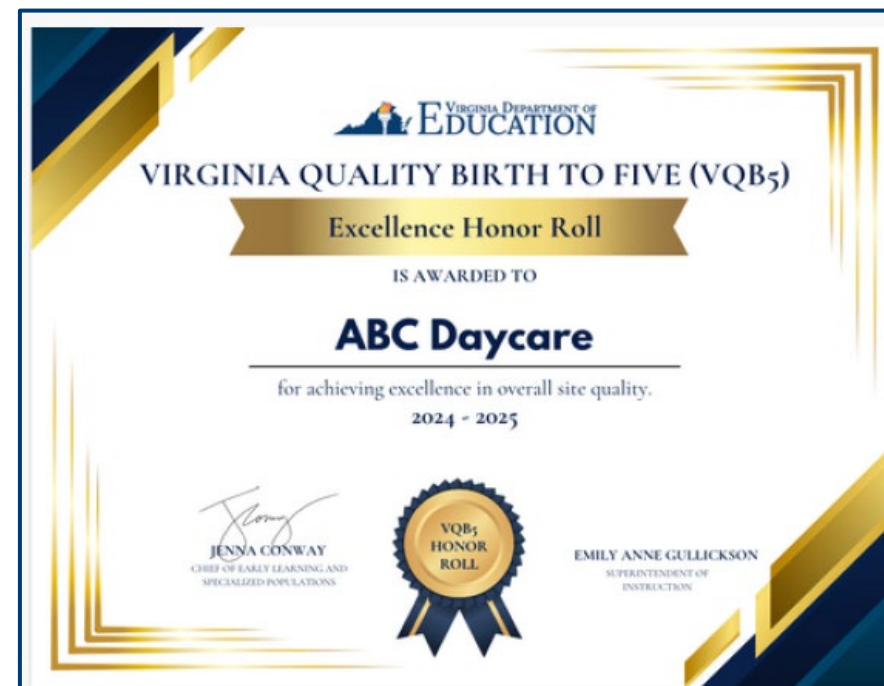 VIRGINIA DEPARTMENT OF
EDUCATION
VIRGINIA QUALITY BIRTH TO FIVE (VQB5)
Excellence Honor Roll
IS AWARDED TO
ABC Daycare
for achieving excellence in overall site quality.
2024 - 2025
JENNA CONWAY
CHIEF OF EARLY LEARNING AND
SPECIALIZED POPULATIONS
VQB5
HONOR
ROLL
EMILY ANNE GULLICKSON
SUPERINTENDENT OF
INSTRUCTION